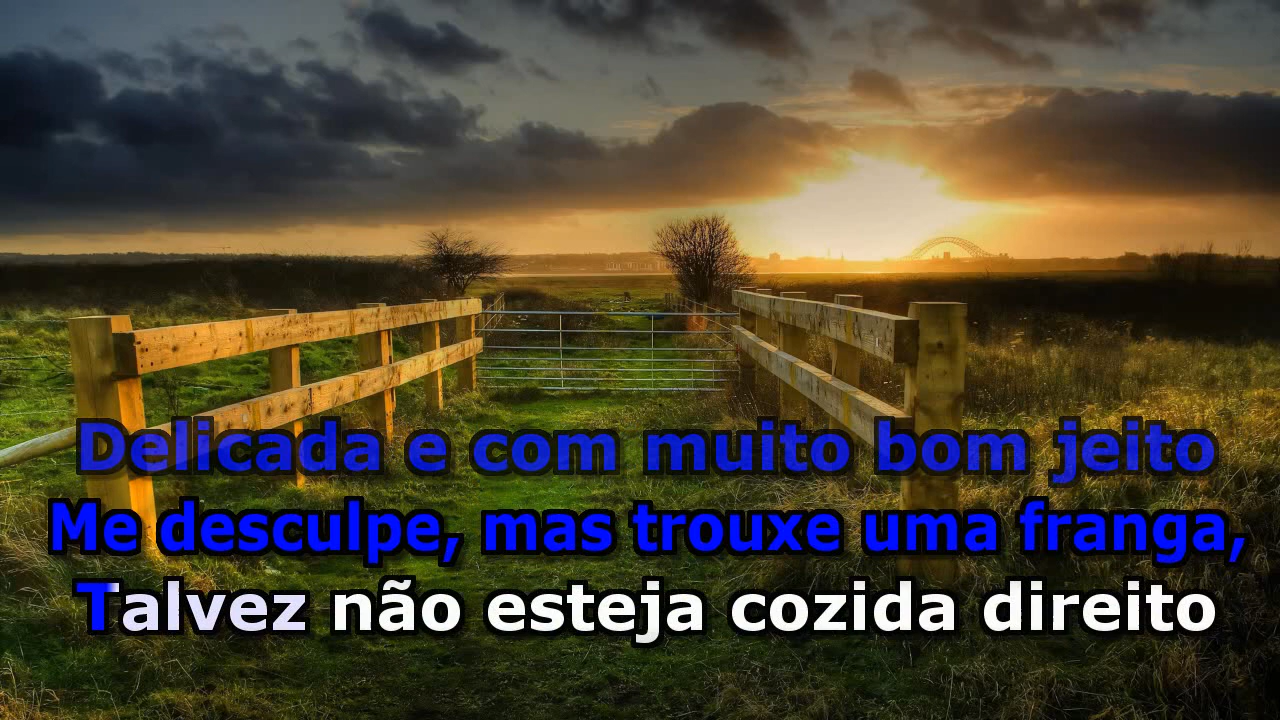 Delicada e com muito bom jeito
Me desculpe, mas trouxe uma franga,
Talvez não esteja cozida direito